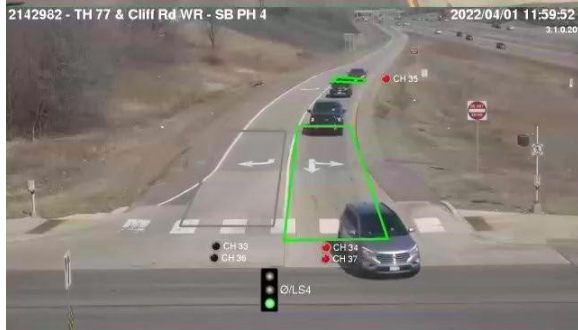 2142982 - TH 77 & Cliff Rd WR - SB PH 4
2022/04/01 11:59:52
3.1.0.20
CH 35
CH 33
CH 34
CH 36
CH 37
Ø/LS4